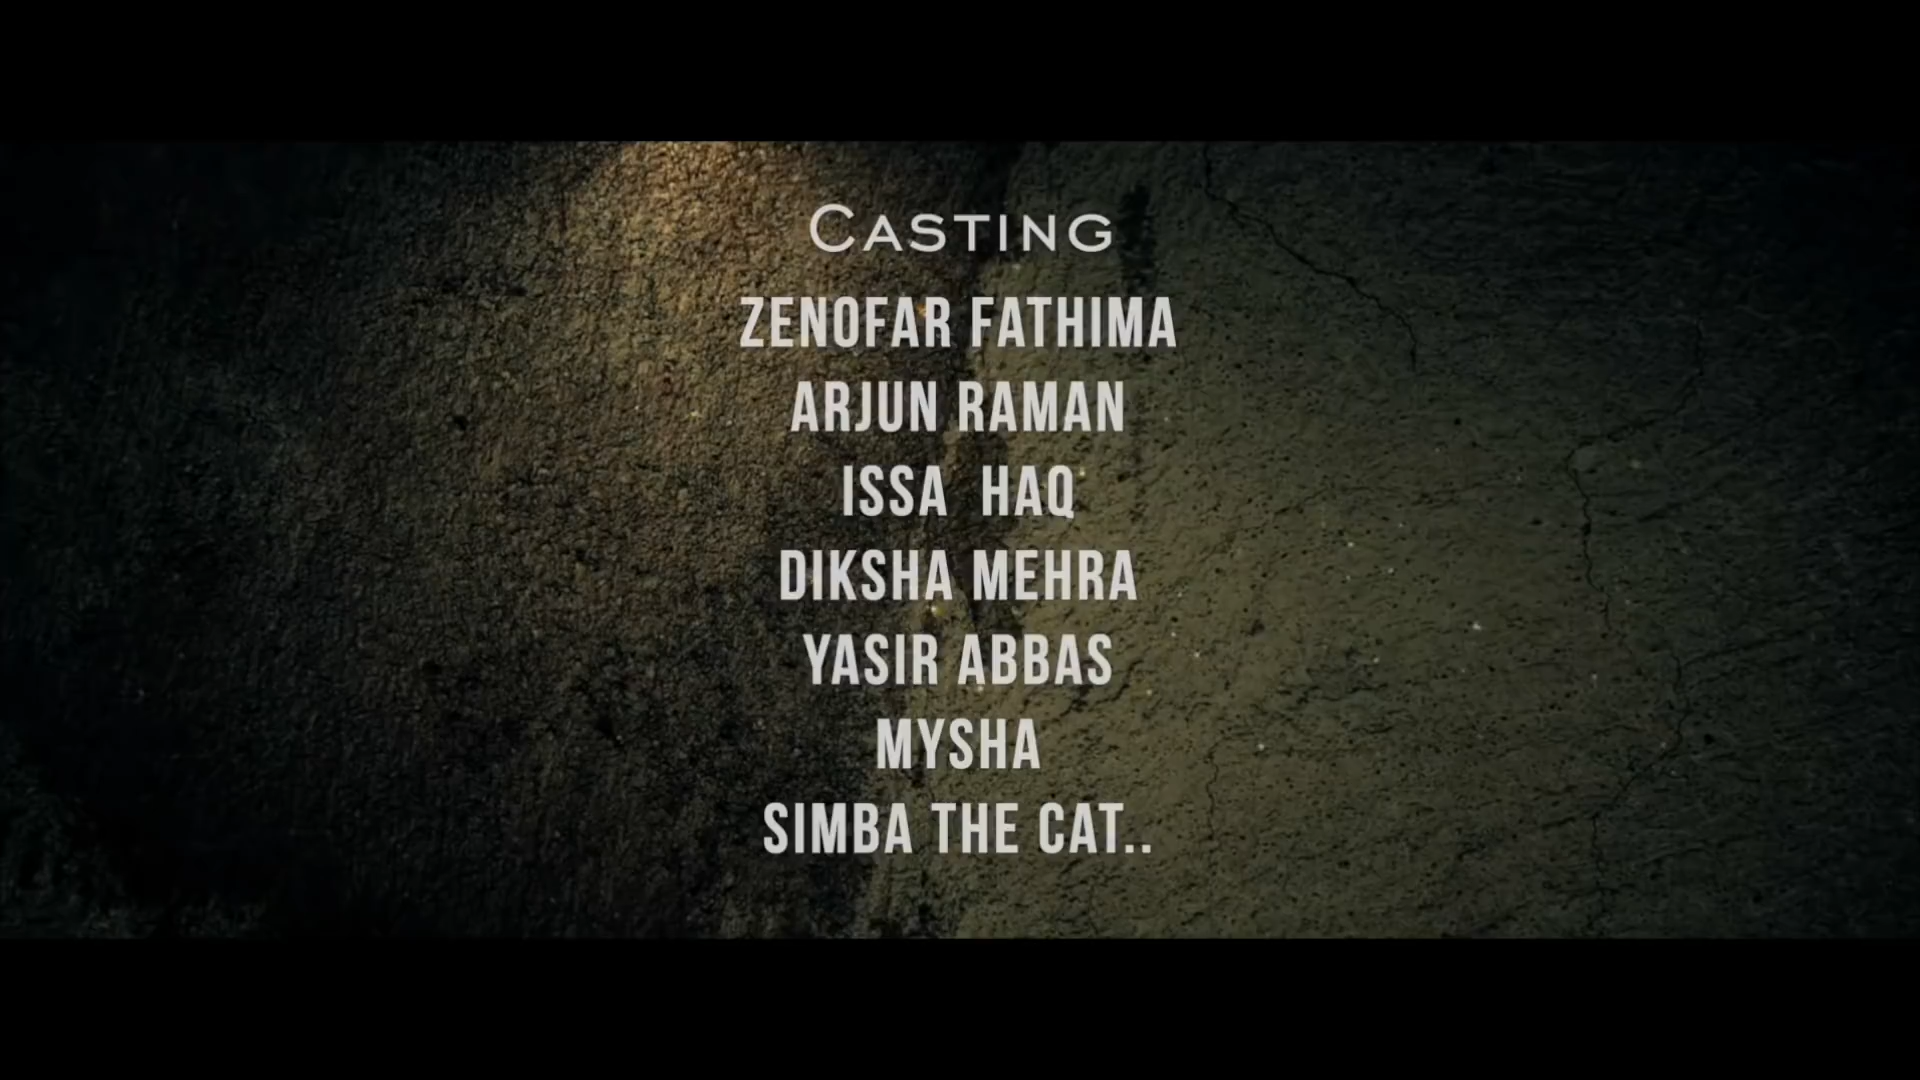 CASTING
ZENOFAR FATHIMA
ARJUN RAMAN
ISSA  HAQ
DIKSHA MEHRA
YASIR ABBAS
MYSHA
SIMBA THE CAT..